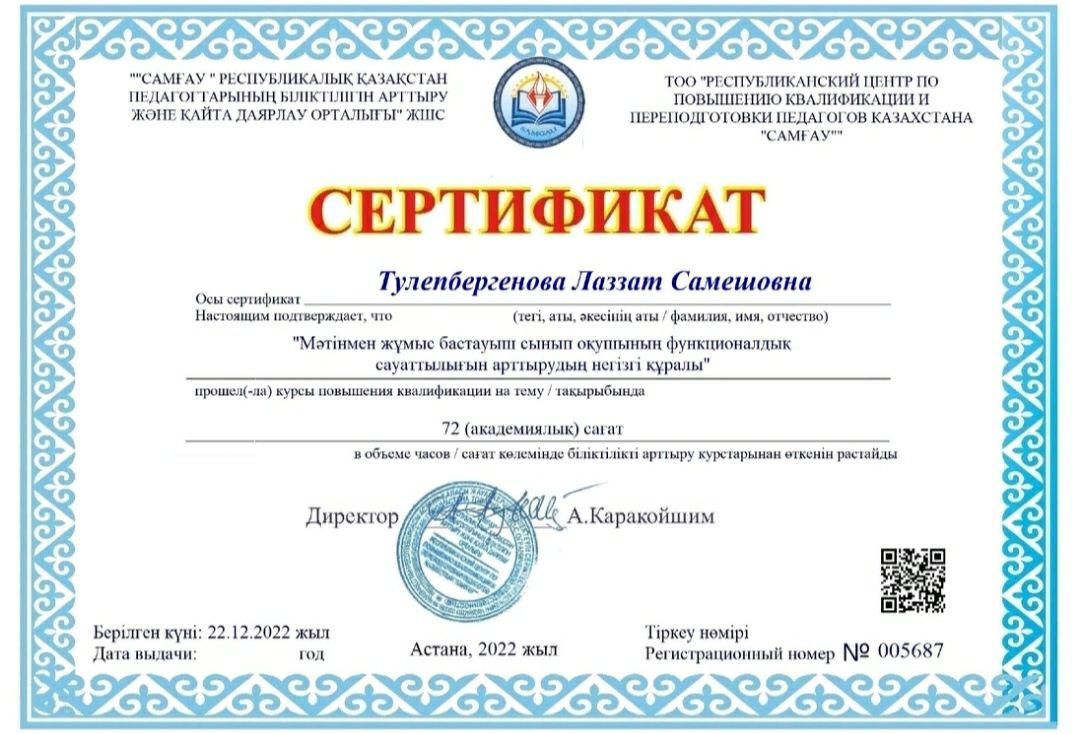 ""САМҒАУ " РЕСПУБЛИКАЛЫҚ ҚАЗАҚСТАН
ПЕДАГОГТАРЫНЫҢ БІЛІКТІЛІГІН АРТТЫРУ
ЖӘНЕ ҚАЙТА ДАЯРЛАУ ОРТАЛЫҒЫ" ЖШС
SAMGAU
ТОО "РЕСПУБЛИКАНСКИЙ ЦЕНТР ПО
ПОВЫШЕНИЮ КВАЛИФИКАЦИИ И
ПЕРЕПОДГОТОВКИ ПЕДАГОГОВ КАЗАХСТАНА
"САМҒАУ""
СЕРТИФИКАТ
Тулепбергенова Лаззат Самешовна
Осы сертификат
Настоящим подтверждает, что (тегі, аты, әкесінің аты / фамилия, имя, отчество)
"Мәтінмен жұмыс бастауыш сынып оқушының функционалдық
сауаттылығын арттырудың негізгі құралы"
прошел(-ла) курсы повышения квалификации на тему / тақырыбында
72 (академиялық) сағат
в объеме часов / сағат көлемінде біліктілікті арттыру курстарынан өткенін растайды
Директор А.Каракойшим
Берілген күні: 22.12.2022 жыл
Дата выдачи: год
Астана, 2022 жыл
Тіркеу нөмірі
Регистрационный номер № 005687